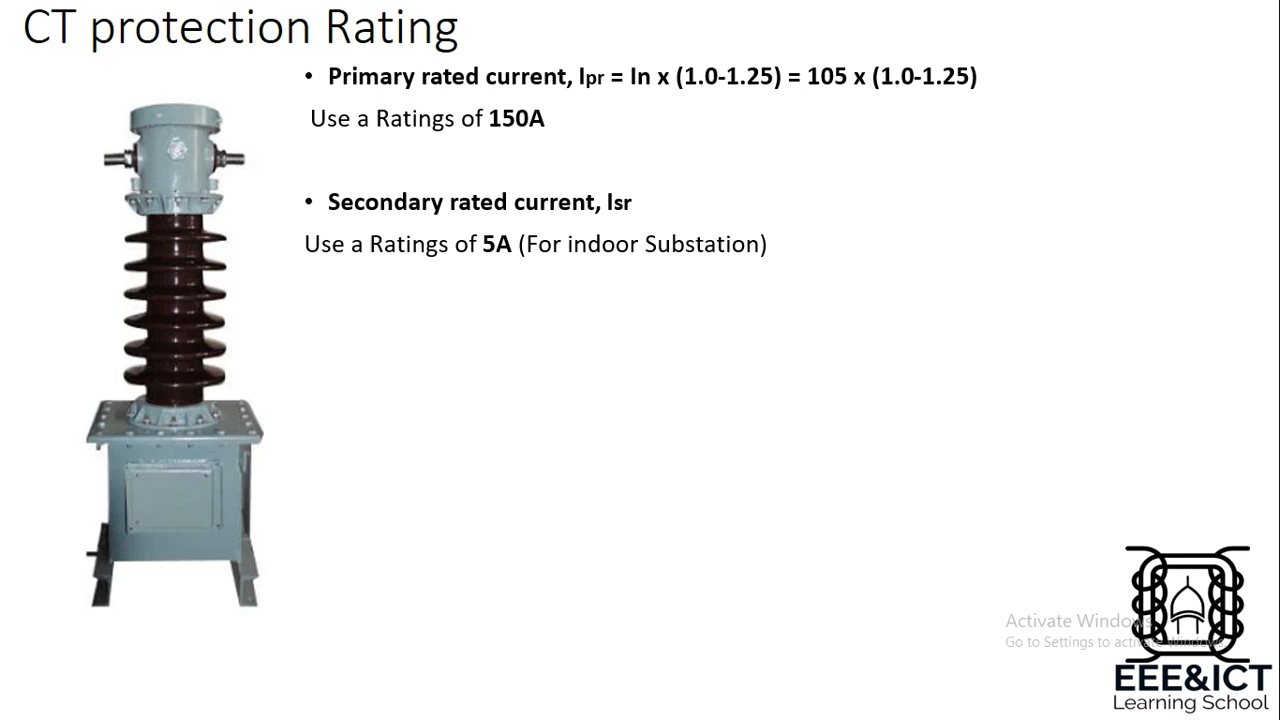 CT protection Rating
• Primary rated current, Ipr = In x (1.0-1.25) = 105 x (1.0-1.25)
Use a Ratings of 150A
• Secondary rated current, Isr
Use a Ratings of 5A (For indoor Substation)
Activate Windows
Go to Settings to activate Windows.
EEE&ICT
Learning School